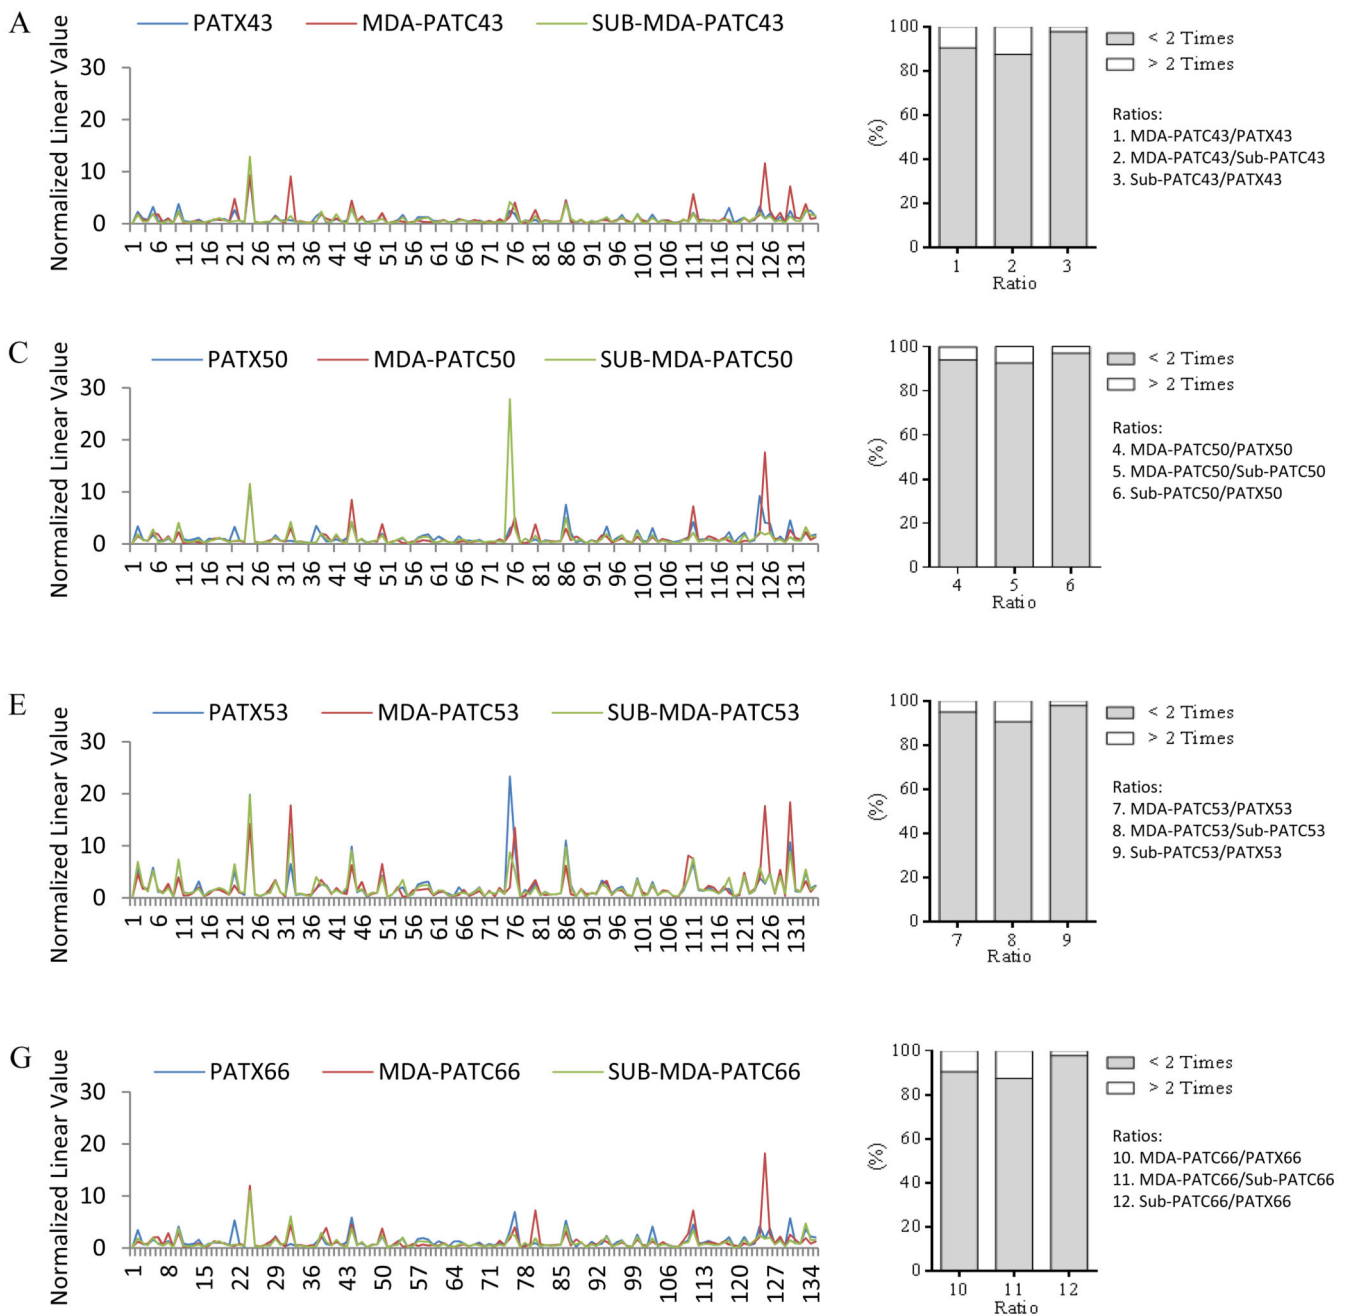 A
PATX43 MDA-PATC43 SUB-MDA-PATC43
Normalized Linear Value
30
20
10
0
1 6 11 16 21 26 31 36 41 46 51 56 61 66 71 76 81 86 91 96 101 106 111 116 121 126 131
100
80
60
40
20
0
(%)
1 2 3
Ratio
< 2 Times
> 2 Times
Ratios:
1. MDA-PATC43/PATX43
2. MDA-PATC43/Sub-PATC43
3. Sub-PATC43/PATX43
C
PATX50 MDA-PATC50 SUB-MDA-PATC50
Normalized Linear Value
30
20
10
0
1 6 11 16 21 26 31 36 41 46 51 56 61 66 71 76 81 86 91 96 101 106 111 116 121 126 131
100
80
60
40
20
0
(%)
4 5 6
Ratio
< 2 Times
> 2 Times
Ratios:
4. MDA-PATC50/PATX50
5. MDA-PATC50/Sub-PATC50
6. Sub-PATC50/PATX50
E
PATX53 MDA-PATC53 SUB-MDA-PATC53
Normalized Linear Value
30
20
10
0
1 6 11 16 21 26 31 36 41 46 51 56 61 66 71 76 81 86 91 96 101 106 111 116 121 126 131
100
80
60
40
20
0
(%)
7 8 9
Ratio
< 2 Times
> 2 Times
Ratios:
7. MDA-PATC53/PATX53
8. MDA-PATC53/Sub-PATC53
9. Sub-PATC53/PATX53
G
PATX66 MDA-PATC66 SUB-MDA-PATC66
Normalized Linear Value
30
20
10
0
1 8 15 22 29 36 43 50 57 64 71 78 85 92 99 106 113 120 127 134
100
80
60
40
20
0
(%)
10 11 12
Ratio
< 2 Times
> 2 Times
Ratios:
10. MDA-PATC66/PATX66
11. MDA-PATC66/Sub-PATC66
12. Sub-PATC66/PATX66